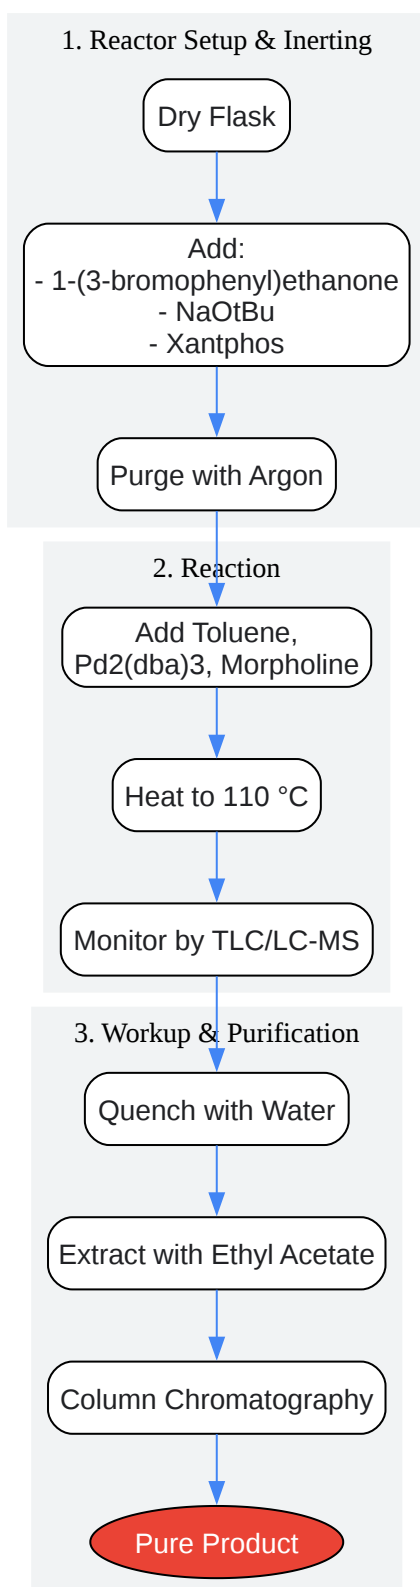 1. Reactor Setup & Inerting
Dry Flask
Add:
- 1-(3-bromophenyl)ethanone
- NaOtBu
- Xantphos
Purge with Argon
2. Reaction
Add Toluene,
Pd2(dba)3, Morpholine
Heat to 110 °C
Monitor by TLC/LC-MS
3. Workup & Purification
Quench with Water
Extract with Ethyl Acetate
Column Chromatography
Pure Product